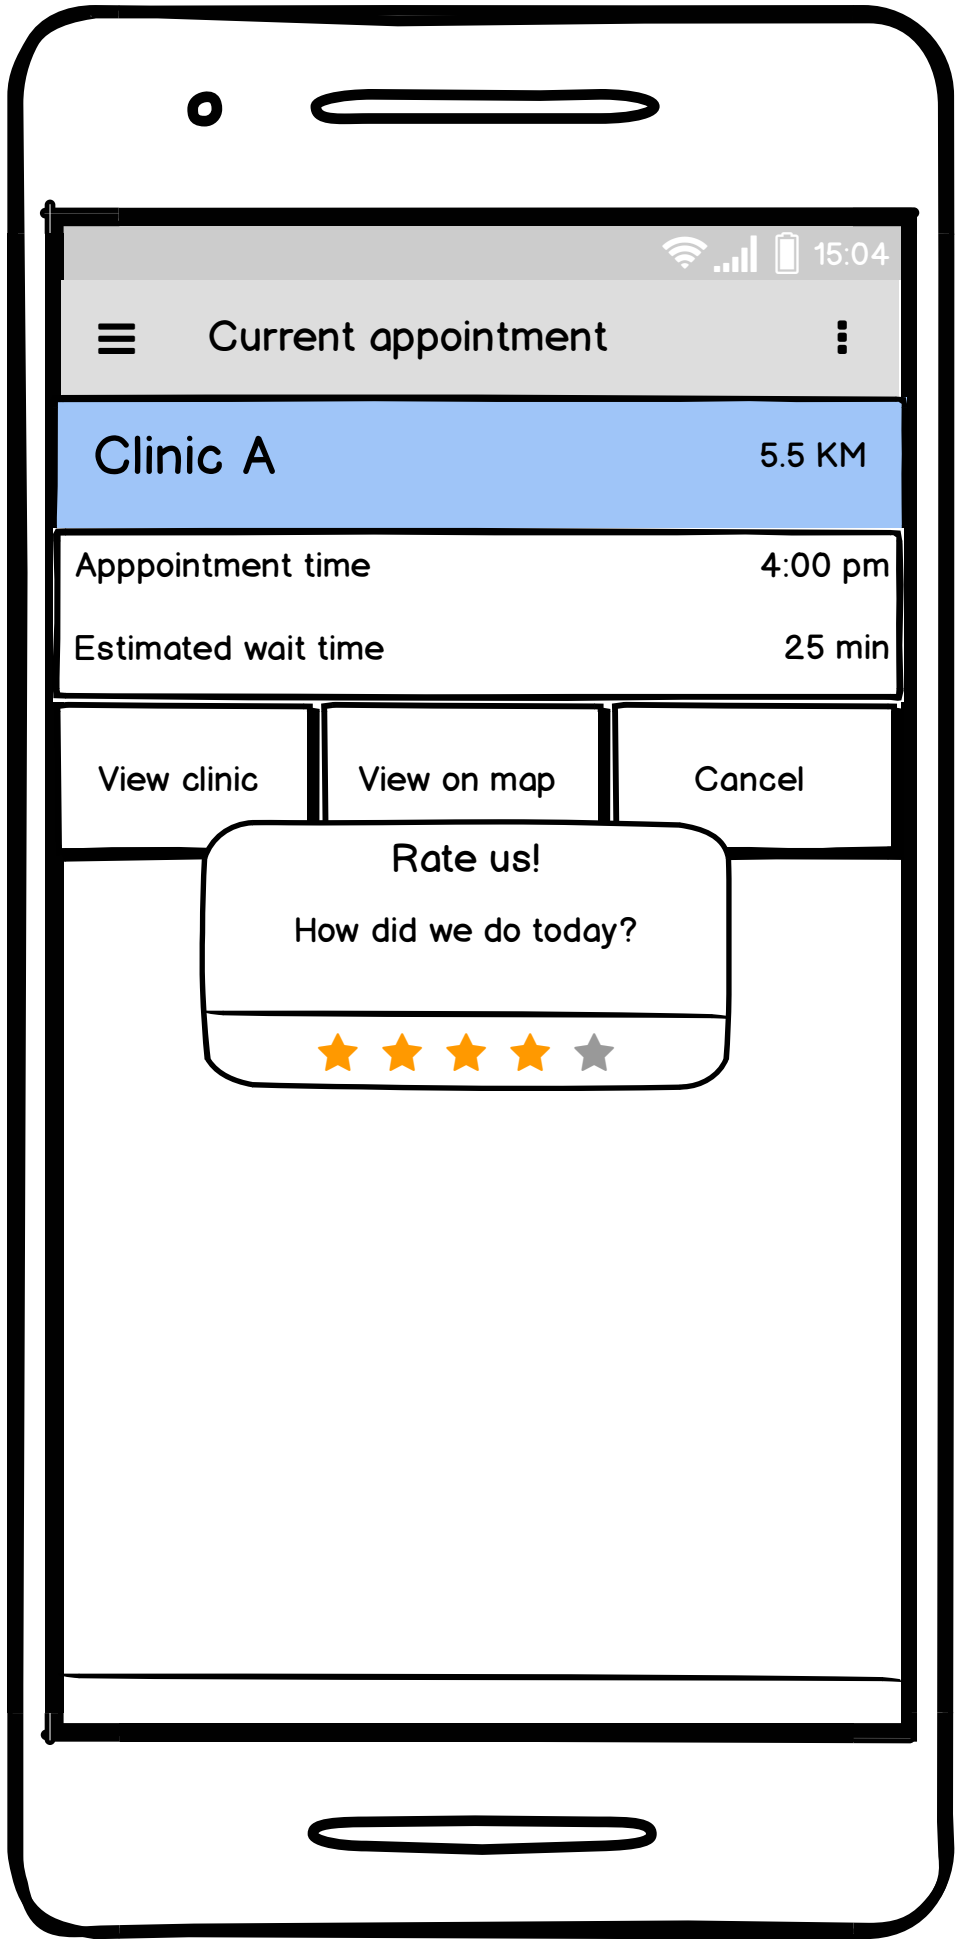 15:04
Current appointment
Clinic A 5.5 KM
Apppointment time 4:00 pm
Estimated wait time 25 min
View clinic View on map Cancel
Rate us!
How did we do today?